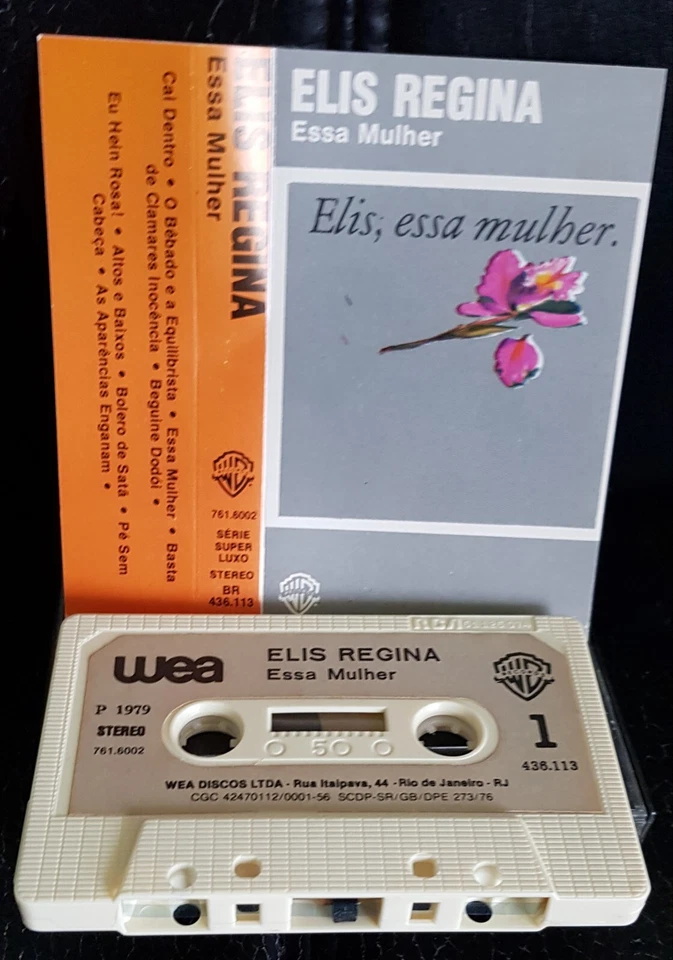 ELIS REGINA
Essa Mulher
Elis, essa mulher.
ELIS REGINA
Essa Mulher
Cai Dentro • O Bêbado e a Equilibrista • Essa Mulher • Basta
de Clamares Inocência • Beguine Dodói •
Eu Hein Rosa! • Altos e Baixos • Bolero de Satã • Pé Sem
Cabeça • As Aparências Enganam •
761.6002
SÉRIE
SUPER
LUXO
STEREO
BR
436.113
RCA
wea
ELIS REGINA
Essa Mulher
P 1979
STEREO
761.6002
50
RECORDS
1
436.113
WEA DISCOS LTDA - Rua Itaipava, 44 - Rio de Janeiro - RJ
CGC 42470112/0001-56 SCDP-SR/GB/DPE 273/76